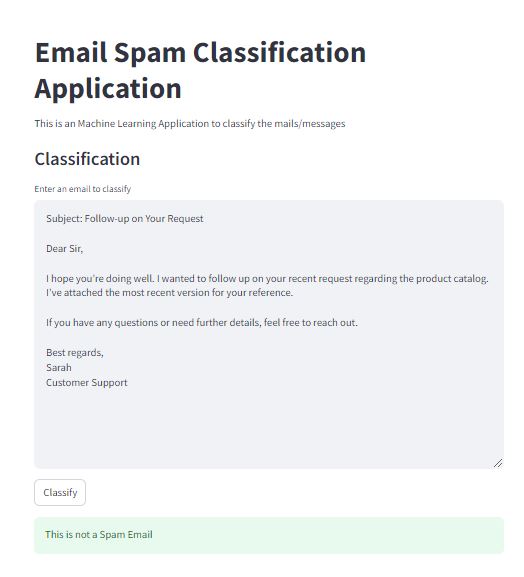 Email Spam Classification
Application
This is an Machine Learning Application to classify the mails/messages
Classification
Enter an email to classify
Subject: Follow-up on Your Request
Dear Sir,
I hope you're doing well. I wanted to follow up on your recent request regarding the product catalog.
I've attached the most recent version for your reference.
If you have any questions or need further details, feel free to reach out.
Best regards,
Sarah
Customer Support
Classify
This is not a Spam Email